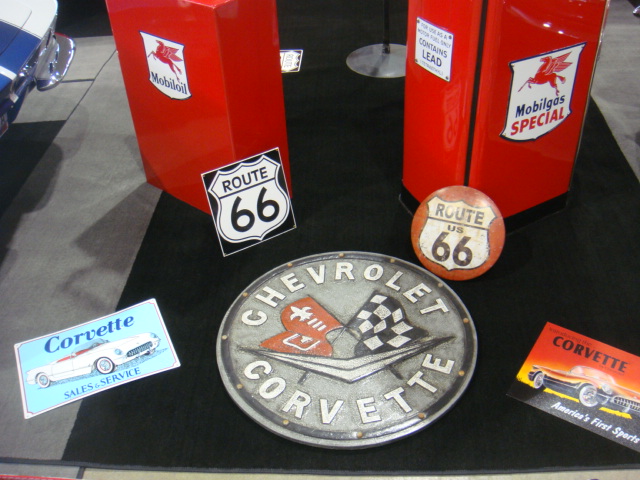 Mobiloil
CONTAINS
LEAD
Mobilgas
SPECIAL
ROUTE
66
ROUTE
US
66
CHEVROLET
CORVETTE
Corvette
SALES & SERVICE
CORVETTE
America's First Sports